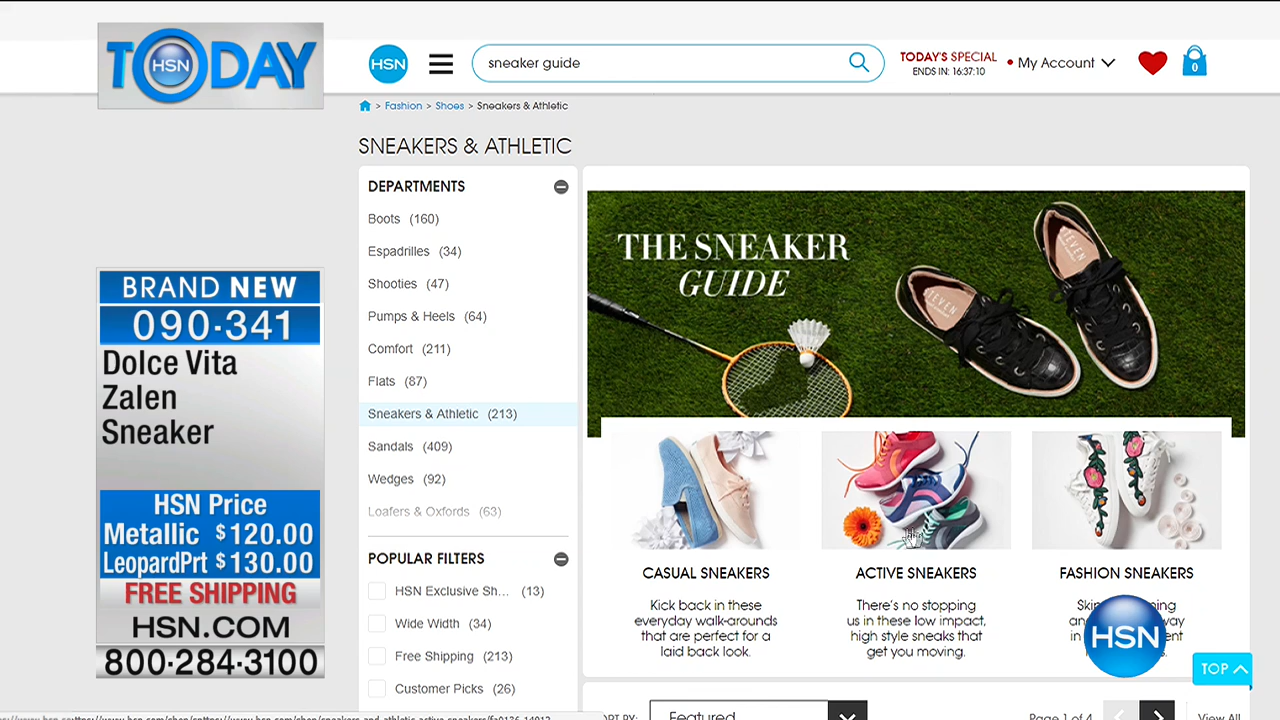 TODAY
HSN
HSN
sneaker guide
TODAY'S SPECIAL
ENDS IN: 16:37:10
My Account
0
> Fashion > Shoes > Sneakers & Athletic
SNEAKERS & ATHLETIC
DEPARTMENTS
Boots (160)
Espadrilles (34)
Shooties (47)
Pumps & Heels (64)
Comfort (211)
Flats (87)
Sneakers & Athletic (213)
Sandals (409)
Wedges (92)
Loafers & Oxfords (63)
POPULAR FILTERS
HSN Exclusive Sh... (13)
Wide Width (34)
Free Shipping (213)
Customer Picks (26)
THE SNEAKER
GUIDE
STEVEN
STEVEN
CASUAL SNEAKERS
Kick back in these
everyday walk-arounds
that are perfect for a
laid back look.
ACTIVE SNEAKERS
There's no stopping
us in these low impact,
high style sneaks that
get you moving.
FASHION SNEAKERS
HSN
TOP
Featured
Page 1 of 4
View All
BRAND NEW
090-341
Dolce Vita
Zalen
Sneaker
HSN Price
Metallic $120.00
LeopardPrt $130.00
FREE SHIPPING
HSN.COM
800-284-3100